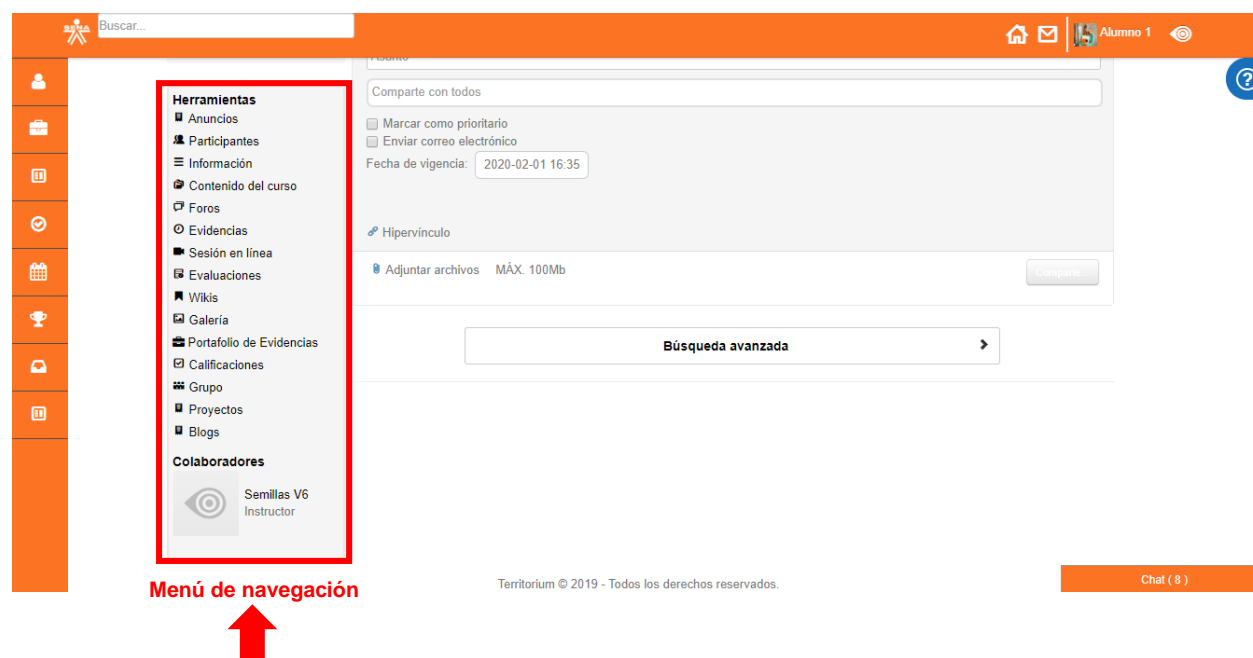 SENA
Buscar...
Alumno 1
Asunto
Comparte con todos
Marcar como prioritario
Enviar correo electrónico
Fecha de vigencia: 2020-02-01 16:35
Hipervínculo
Adjuntar archivos MÁX. 100Mb
Comparte...
Búsqueda avanzada
Herramientas
Anuncios
Participantes
Información
Contenido del curso
Foros
Evidencias
Sesión en línea
Evaluaciones
Wikis
Galería
Portafolio de Evidencias
Calificaciones
Grupo
Proyectos
Blogs
Colaboradores
Semillas V6
Instructor
Menú de navegación
Territorium © 2019 - Todos los derechos reservados.
Chat ( 8 )